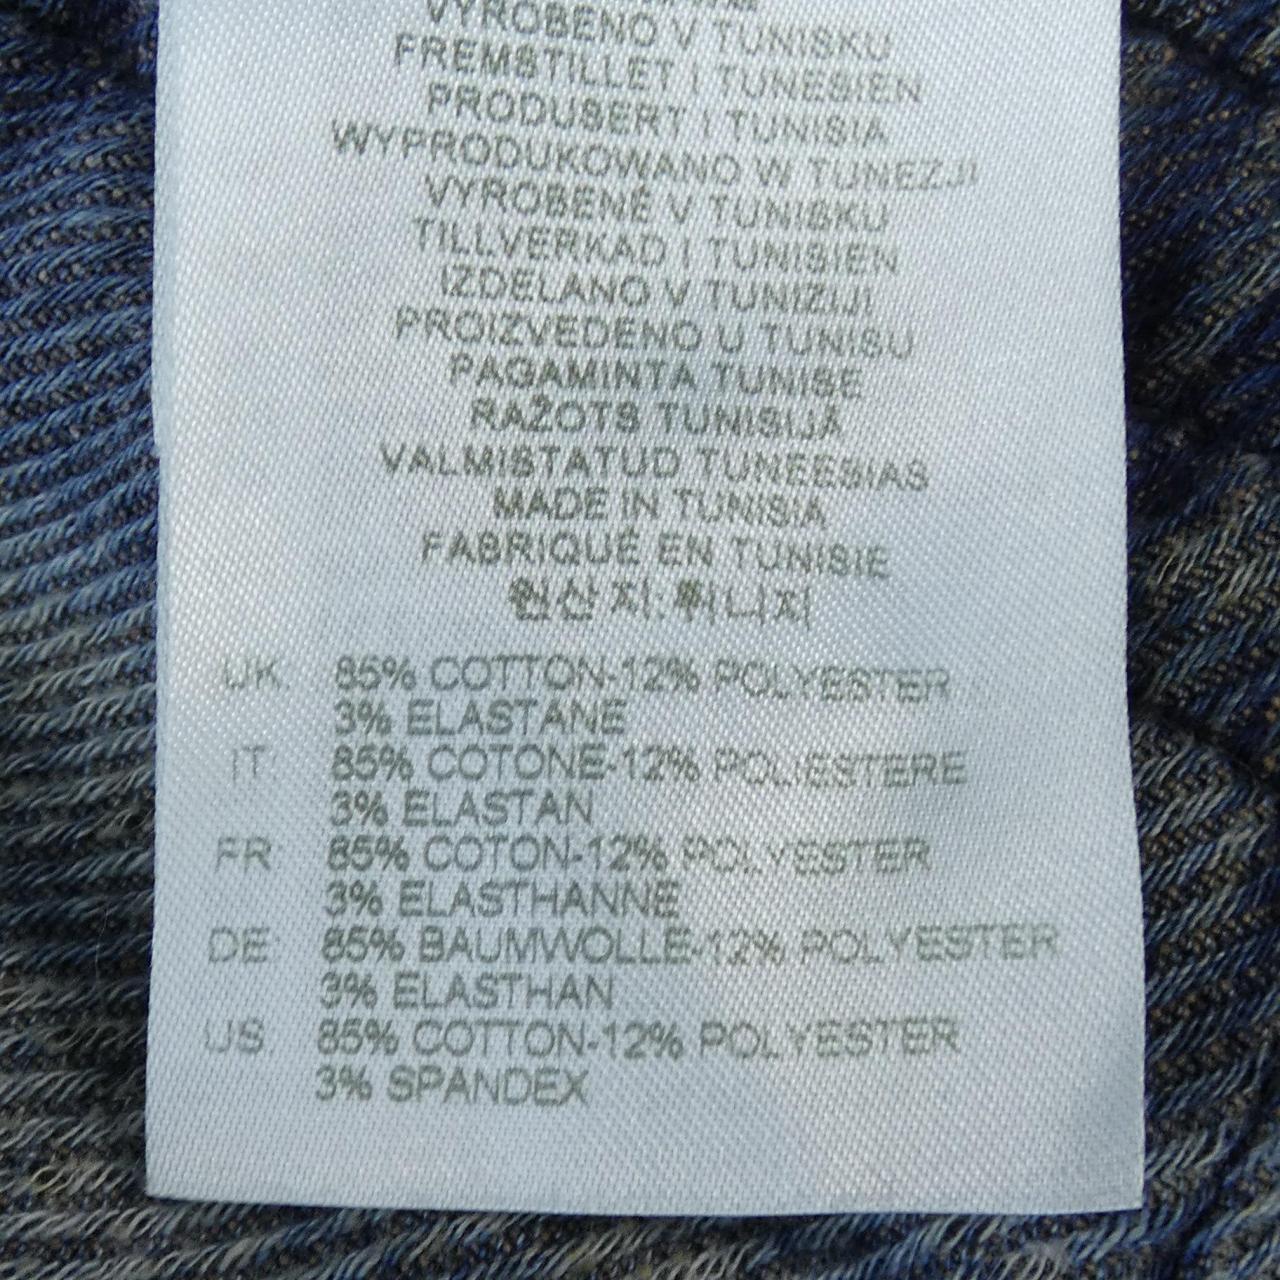 VYROBENO V TUNISKU
FREMSTILLET I TUNESIEN
PRODUSERT I TUNISIA
WYPRODUKOWANO W TUNEZJI
VYROBENÉ V TUNISKU
TILLVERKAD I TUNISIEN
IZDELANO V TUNIZIJI
PROIZVEDENO U TUNISU
PAGAMINTA TUNISE
RAŽOTS TUNISIJĀ
VALMISTATUD TUNEESIAS
MADE IN TUNISIA
FABRIQUÉ EN TUNISIE
원산지: 튀니지
UK: 85% COTTON-12% POLYESTER
3% ELASTANE
IT: 85% COTONE-12% POLIESTERE
3% ELASTAN
FR 85% COTON-12% POLYESTER
3% ELASTHANNE
DE: 85% BAUMWOLLE-12% POLYESTER
3% ELASTHAN
US: 85% COTTON-12% POLYESTER
3% SPANDEX